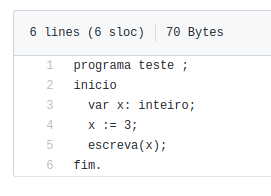 6 lines (6 sloc) 70 Bytes
1 programa teste ;
2 inicio
3   var x: inteiro;
4   x := 3;
5   escreva(x);
6 fim.